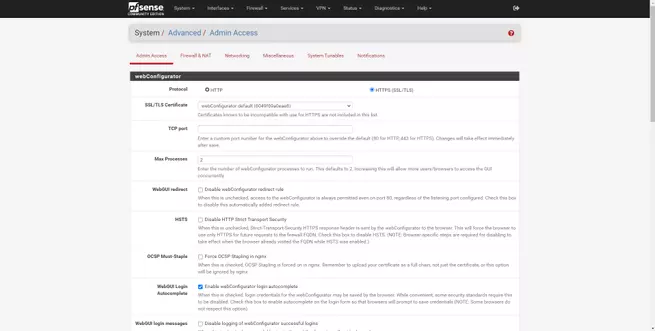 pfsense
COMMUNITY EDITION
System Interfaces Firewall Services VPN Status Diagnostics Help
System / Advanced / Admin Access
Admin Access Firewall & NAT Networking Miscellaneous System Tunables Notifications
webConfigurator
Protocol HTTP HTTPS (SSL/TLS)
SSL/TLS Certificate webConfigurator default
Certificates known to be incompatible with use for HTTPS are not included in this list
TCP port
Enter a custom port number for the webConfigurator above to override the default (80 for HTTP, 443 for HTTPS). Changes will take effect immediately
after save.
Max Processes 2
Enter the number of webConfigurator processes to run. This defaults to 2. Increasing this will allow more users/browsers to access the GUI
concurrently.
WebGUI redirect Disable webConfigurator redirect rule
When this is unchecked, access to the webConfigurator is always permitted even on port 80, regardless of the listening port configured. Check this box
to disable this automatically added redirect rule.
HSTS Disable HTTP Strict Transport Security
When this is unchecked, Strict-Transport-Security HTTPS response header is sent by the webConfigurator to the browser. This will force the browser to
use only HTTPS for future requests to the firewall FQDN. Check this box to disable HSTS. (NOTE: Browser-specific steps are required for disabling to
take effect when the browser already visited the FQDN while HSTS was enabled.)
OCSP Must-Staple Force OCSP Stapling in nginx
When this is checked, OCSP Stapling is forced on in nginx. Remember to upload your certificate as a full chain, not just the certificate, or this option
will be ignored by nginx.
WebGUI Login Enable webConfigurator login autocomplete
Autocomplete When this is checked, login credentials for the webConfigurator may be saved by the browser. While convenient, some security standards require this
to be disabled. Check this box to enable autocomplete on the login form so that browsers will prompt to save credentials (NOTE: Some browsers do
not respect this option).
WebGUI login messages Disable logging of webConfigurator successful logins